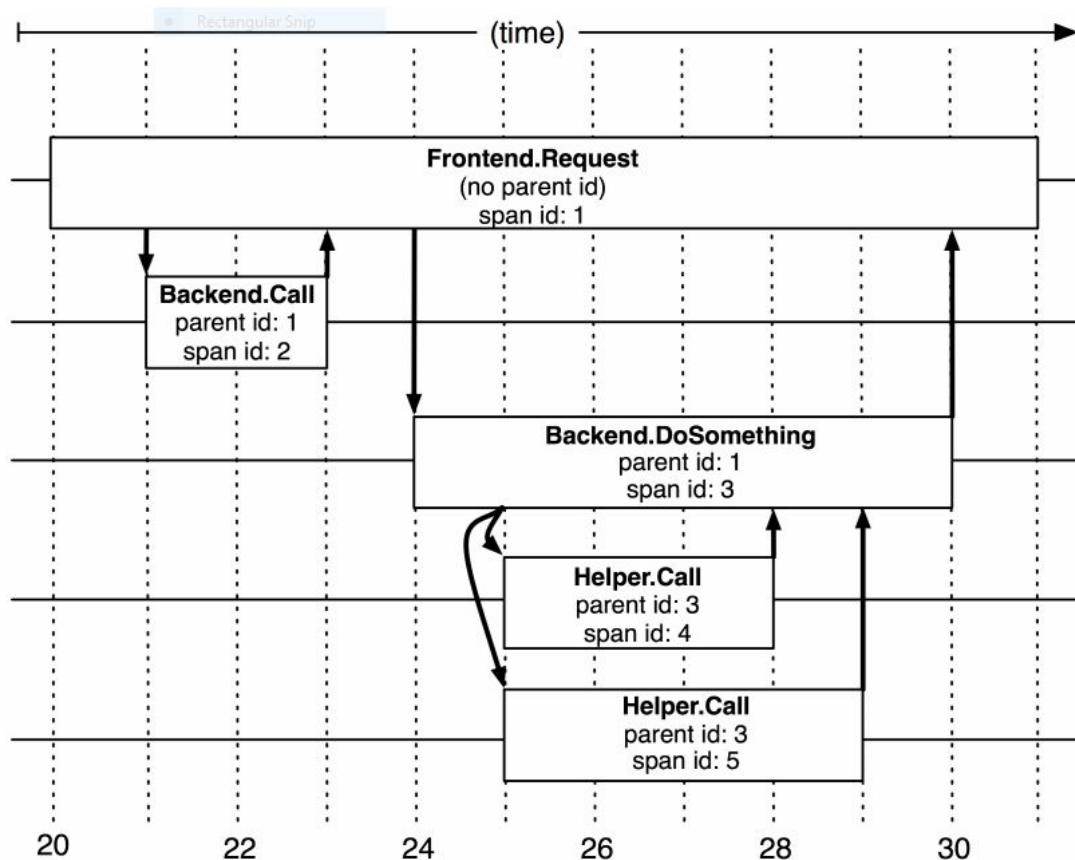 Rectangular Snip
(time)
Frontend.Request
(no parent id)
span id: 1
Backend.Call
parent id: 1
span id: 2
Backend.DoSomething
parent id: 1
span id: 3
Helper.Call
parent id: 3
span id: 4
Helper.Call
parent id: 3
span id: 5
20 22 24 26 28 30